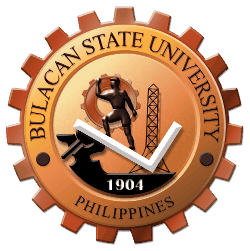 BULACAN STATE UNIVERSITY
1904
PHILIPPINES